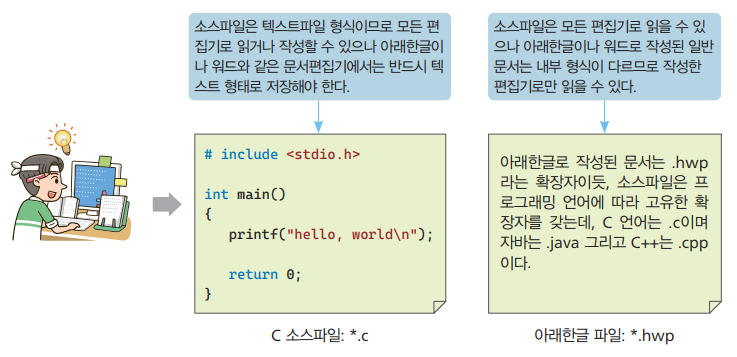 소스파일은 텍스트파일 형식이므로 모든 편
집기로 읽거나 작성할 수 있으나 아래한글이
나 워드와 같은 문서편집기에서는 반드시 텍
스트 형태로 저장해야 한다.
소스파일은 모든 편집기로 읽을 수 있
으나 아래한글이나 워드로 작성된 일반
문서는 내부 형식이 다르므로 작성한
편집기로만 읽을 수 있다.
# include <stdio.h>
int main()
{
printf("hello, world\n");
return 0;
}
아래한글로 작성된 문서는 .hwp
라는 확장자이듯, 소스파일은 프
로그래밍 언어에 따라 고유한 확
장자를 갖는데, C 언어는 .c이며
자바는 .java 그리고 C++는 .cpp
이다.
C 소스파일: *.c
아래한글 파일: *.hwp